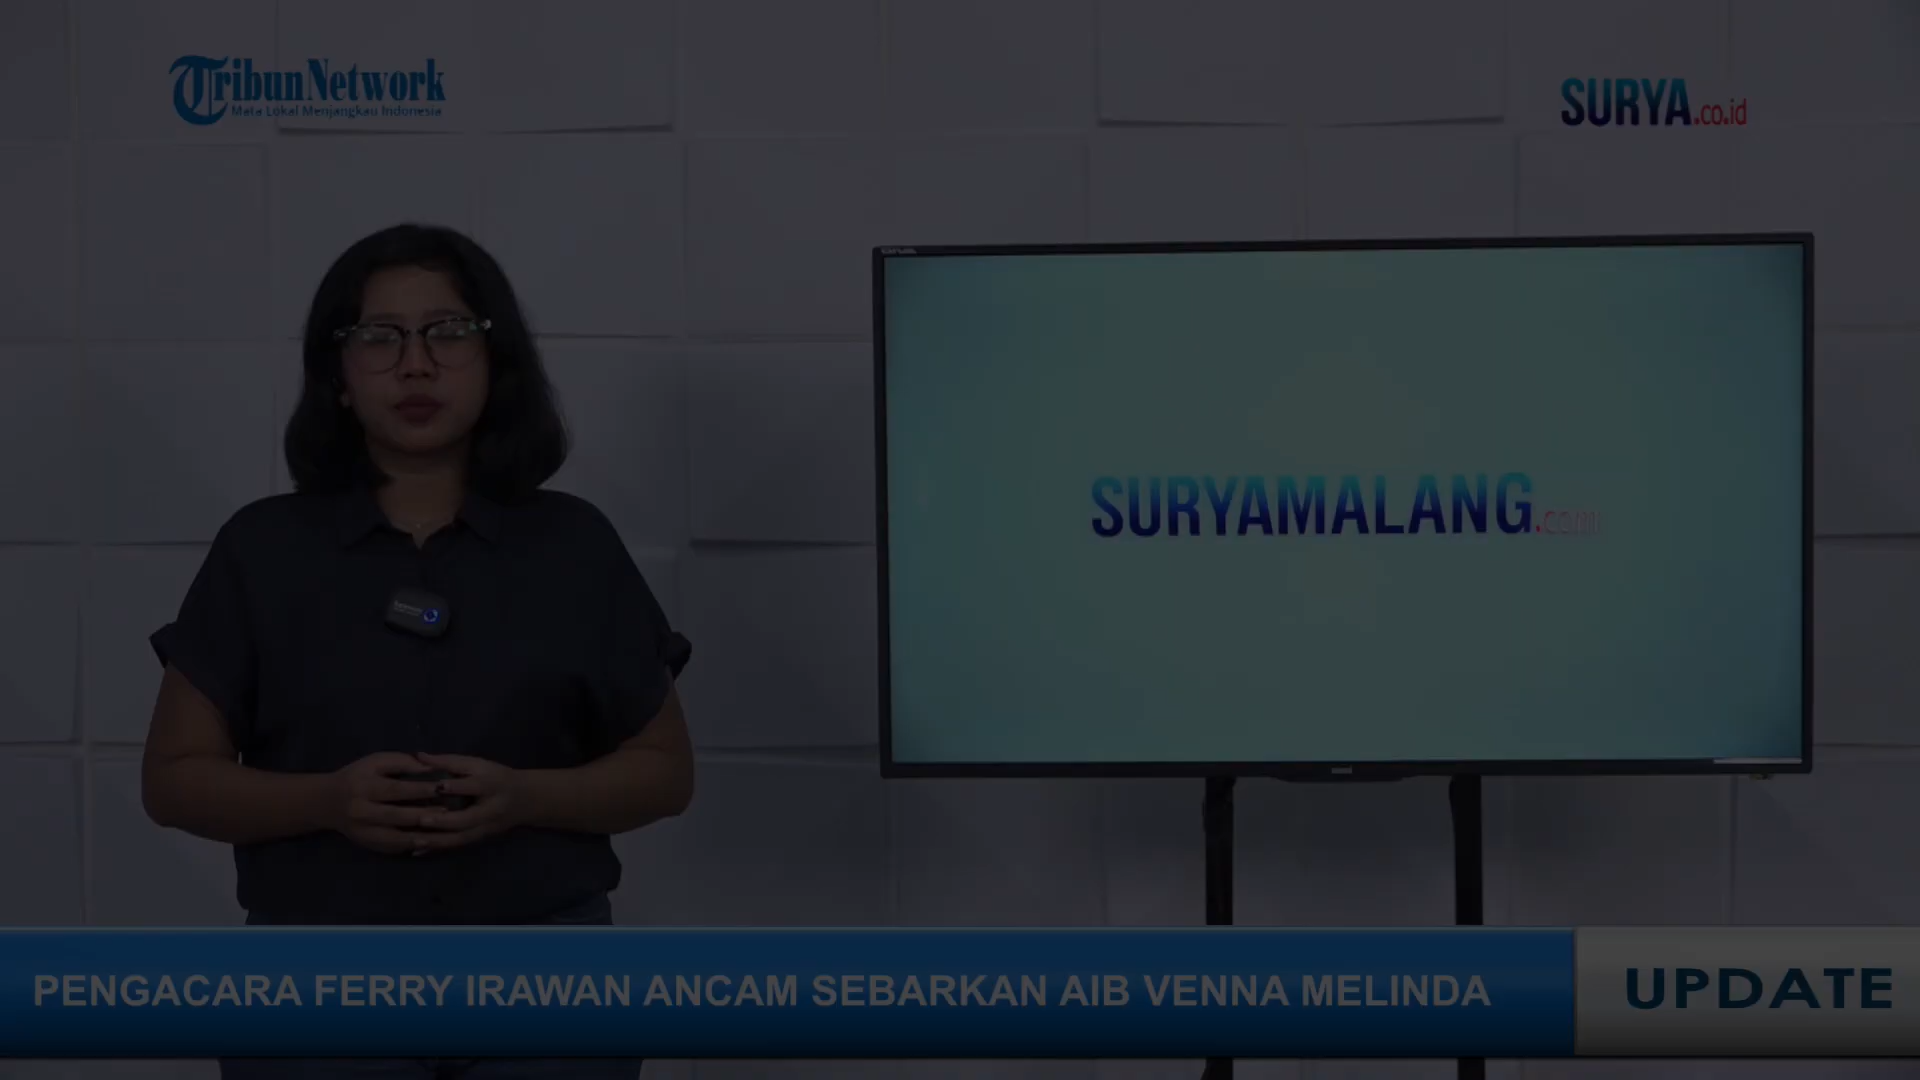 TribunNetwork
Mata Lokal Menjangkau Indonesia
SURYA.co.id
SURYAMALANG.com
PENGACARA FERRY IRAWAN ANCAM SEBARKAN AIB VENNA MELINDA
UPDATE